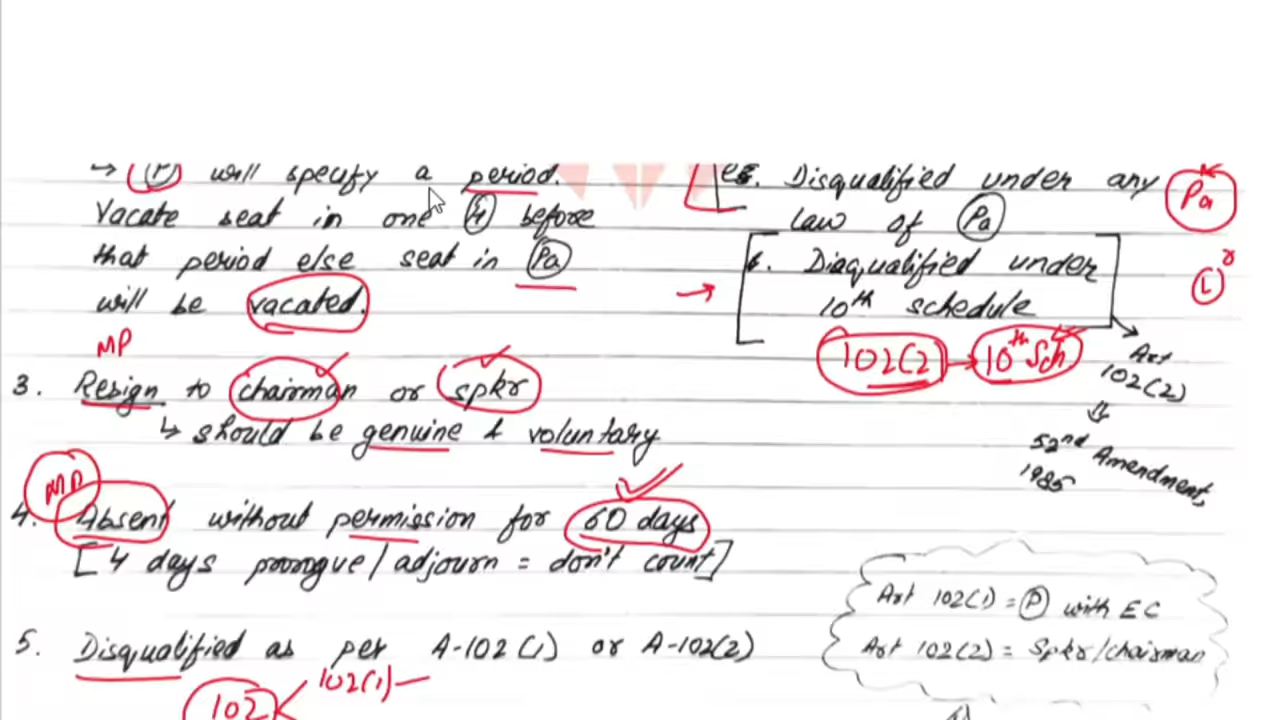 → (P) will specify a period.
Vacate seat in one (H) before
that period else seat in (Pa)
will be vacated.
MP
3. Resign to chairman or spkr
↳ should be genuine & voluntary
MP
4. Absent without permission for 60 days
[4 days prorogue/adjourn = don't count]
5. Disqualified as per A-102(1) or A-102(2)
102(1)
102
Disqualified under any
law of (Pa)
Pa
6. Disqualified under
10th schedule
102(2) → 10th Sch
Art
102(2)
52nd Amendment,
1985
Art 102(1) = (P) with EC
Art 102(2) = Spkr/chairman